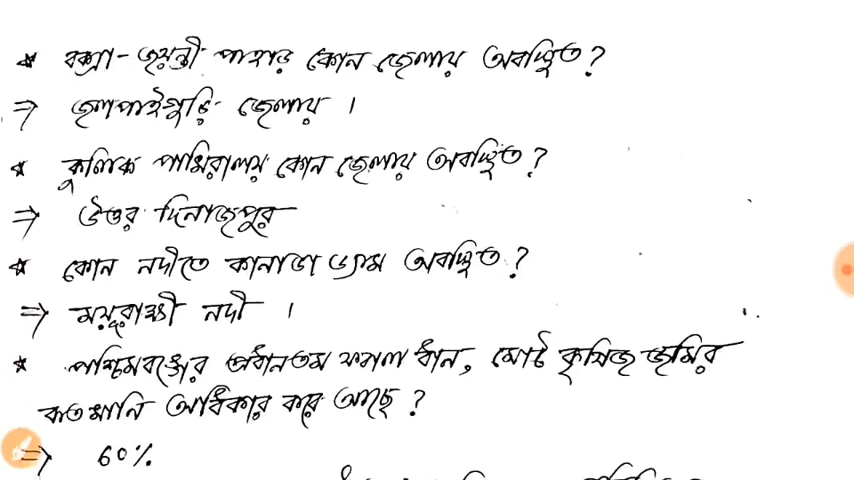 * বক্সা - জয়ন্তী পাহাড় কোন জেলায় অবস্থিত?
⇒ জলপাইগুড়ি জেলায় ।
* কুলিক পাখিরালয় কোন জেলায় অবস্থিত?
⇒ উত্তর দিনাজপুর
* কোন নদীতে কানাডা ড্যাম অবস্থিত?
⇒ ময়ূরাক্ষী নদী ।
* পশ্চিমবঙ্গের প্রধানতম ফসল ধান, মোট কৃষিজ ভূমির
কতখানি অধিকার করে আছে?
⇒ 60%